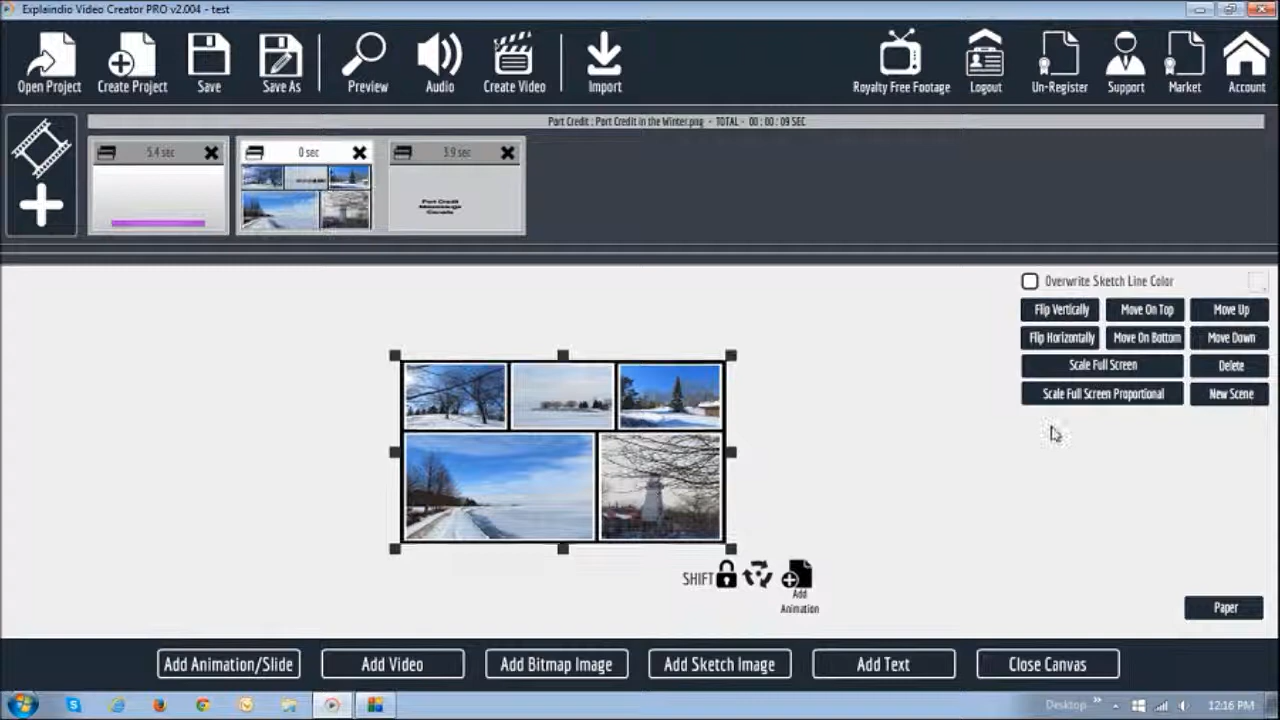 Explaindio Video Creator PRO v2.004 - test
Open Project
Create Project
Save
Save As
Preview
Audio
Create Video
Import
Royalty Free Footage
Logout
Un-Register
Support
Market
Account
Port Credit : Port Credit in the Winter.png - TOTAL - 00 : 00 : 09 SEC
5.4 sec
0 sec
3.9 sec
Port Credit
Mississauga
Canada
Overwrite Sketch Line Color
Flip Vertically
Move On Top
Move Up
Flip Horizontally
Move On Bottom
Move Down
Scale Full Screen
Delete
Scale Full Screen Proportional
New Scene
SHIFT
Add
Animation
Paper
Add Animation/Slide
Add Video
Add Bitmap Image
Add Sketch Image
Add Text
Close Canvas
Desktop
12:16 PM